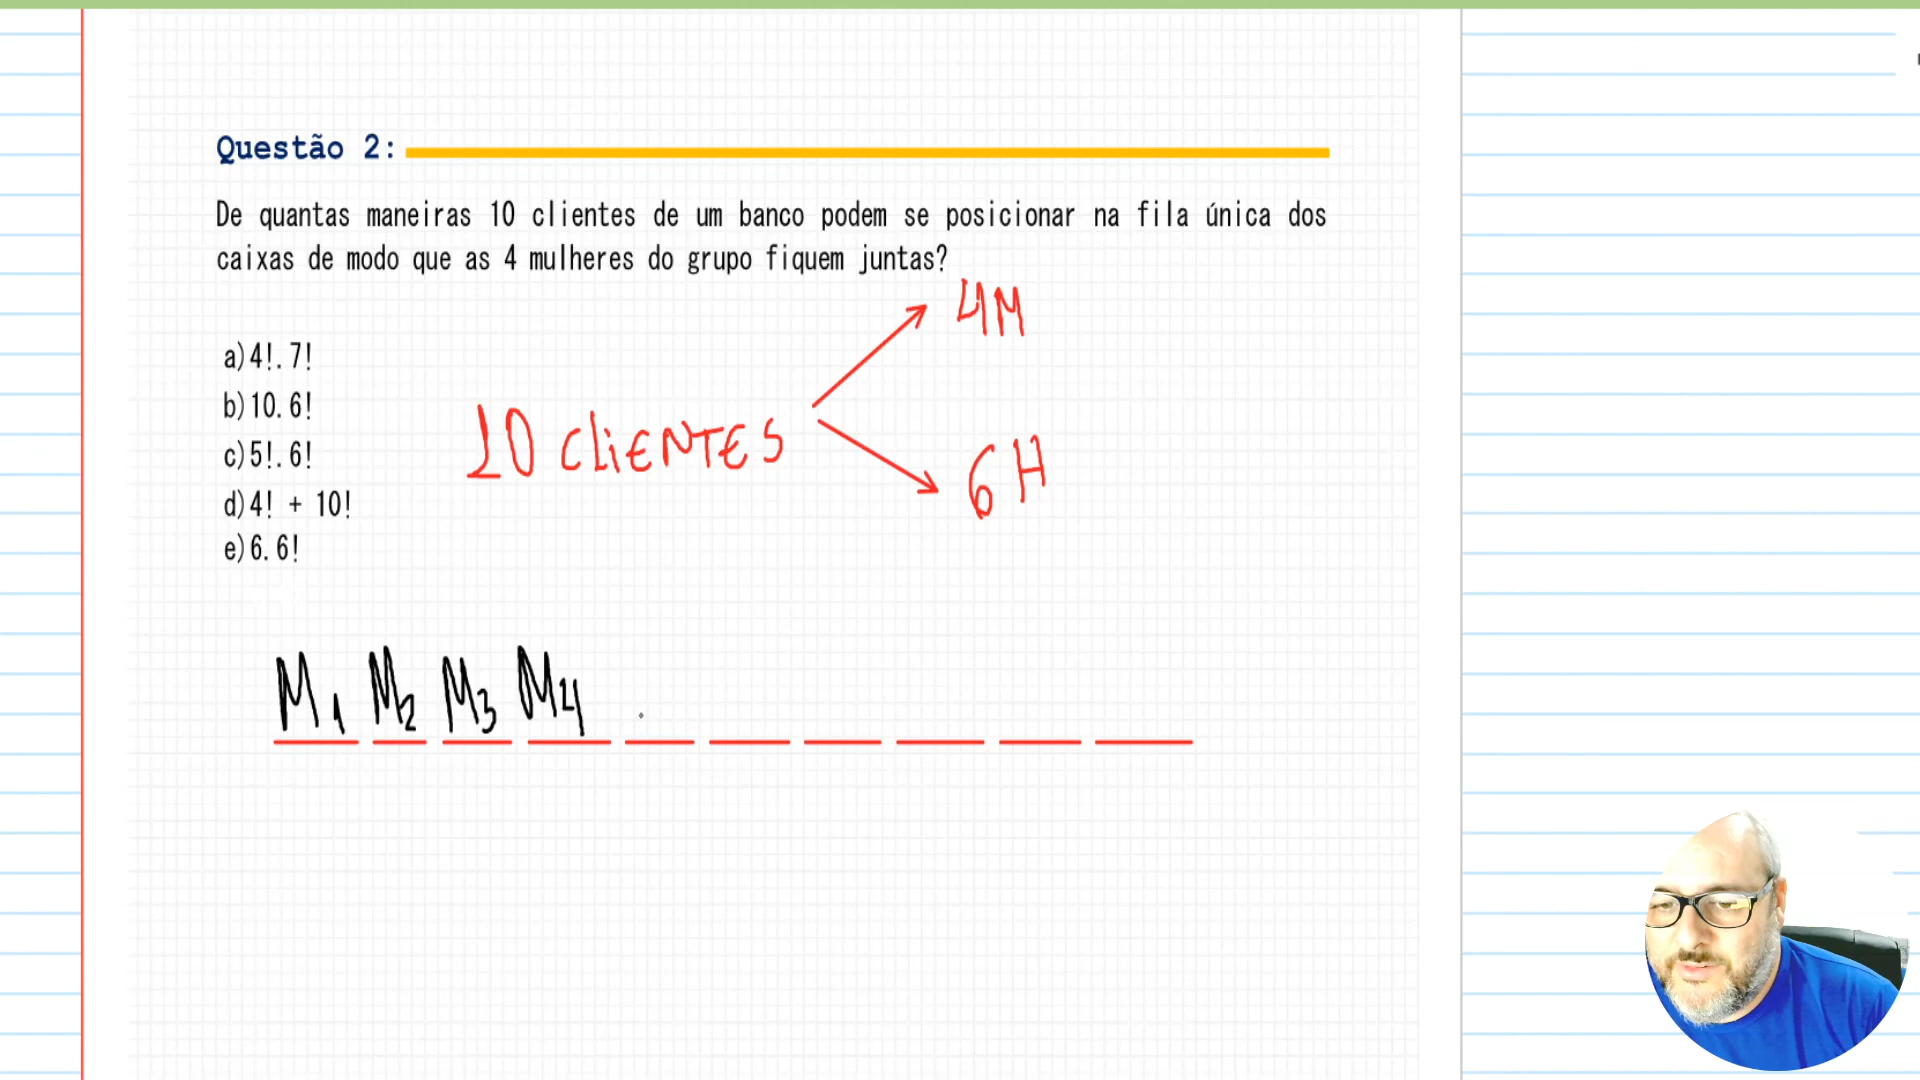 Questão 2:
De quantas maneiras 10 clientes de um banco podem se posicionar na fila única dos
caixas de modo que as 4 mulheres do grupo fiquem juntas?
4M
a)4!.7!
b)10.6!
10 CLIENTES
c)5!.6!
6 H
d)4! + 10!
e)6.6!
M1 M2 M3 M4